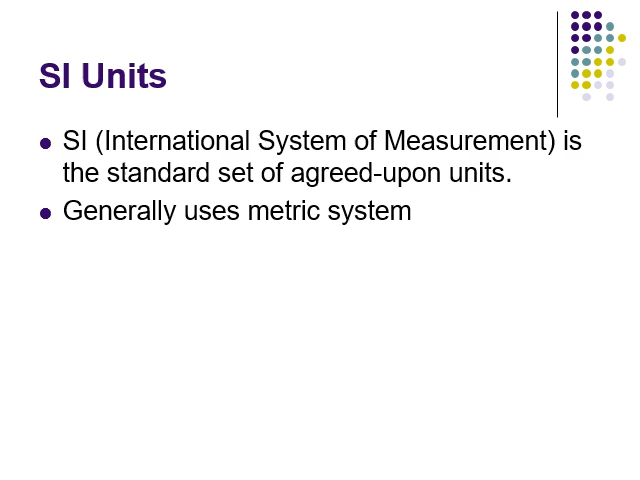 SI Units
SI (International System of Measurement) is
the standard set of agreed-upon units.
Generally uses metric system